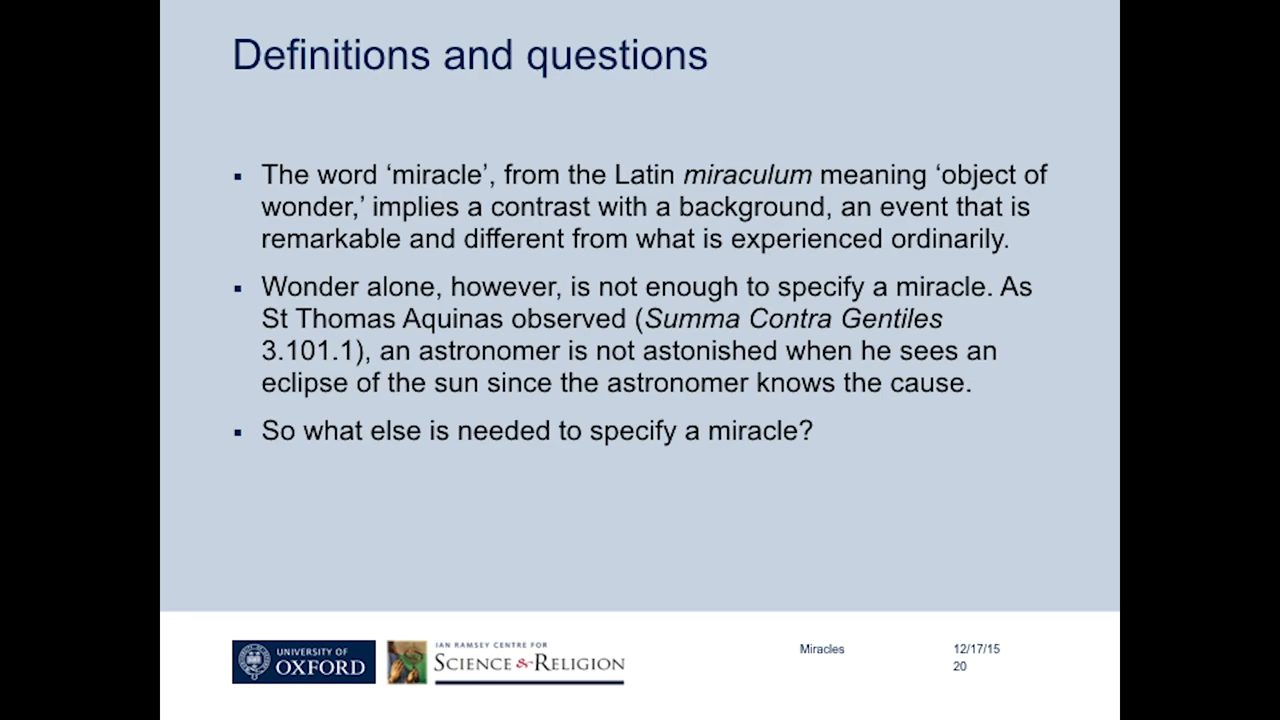 Definitions and questions
▪ The word ‘miracle’, from the Latin miraculum meaning ‘object of
wonder,’ implies a contrast with a background, an event that is
remarkable and different from what is experienced ordinarily.
▪ Wonder alone, however, is not enough to specify a miracle. As
St Thomas Aquinas observed (Summa Contra Gentiles
3.101.1), an astronomer is not astonished when he sees an
eclipse of the sun since the astronomer knows the cause.
▪ So what else is needed to specify a miracle?
UNIVERSITY OF
OXFORD
IAN RAMSEY CENTRE FOR
SCIENCE & RELIGION
Miracles
12/17/15
20